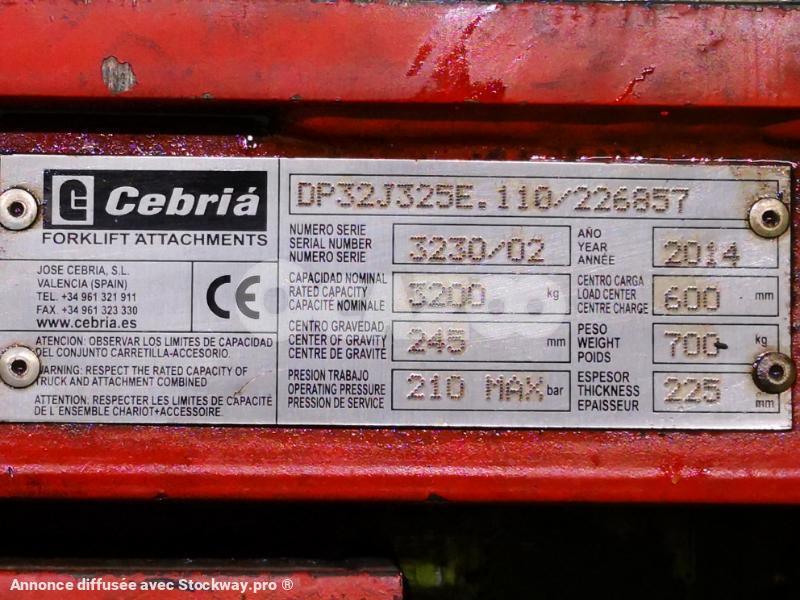 Cebriá
FORKLIFT ATTACHMENTS
DP32J325E.110/226857
JOSE CEBRIA, S.L.
VALENCIA (SPAIN)
TEL. +34 961 321 911
FAX. +34 961 323 330
www.cebria.es
CE
ATENCION: OBSERVAR LOS LIMITES DE CAPACIDAD
DEL CONJUNTO CARRETILLA-ACCESORIO.
WARNING: RESPECT THE RATED CAPACITY OF
TRUCK AND ATTACHMENT COMBINED
ATTENTION: RESPECTER LES LIMITES DE CAPACITÉ
DE L'ENSEMBLE CHARIOT+ACCESSOIRE.
NUMERO SERIE
SERIAL NUMBER
NUMERO SERIE
3230/02
AÑO
YEAR
ANNÉE
2014
CAPACIDAD NOMINAL
RATED CAPACITY
CAPACITÉ NOMINALE
3200 kg
CENTRO CARGA
LOAD CENTER
CENTRE CHARGE
600 mm
CENTRO GRAVEDAD
CENTER OF GRAVITY
CENTRE DE GRAVITÉ
245 mm
PESO
WEIGHT
POIDS
700 kg
PRESION TRABAJO
OPERATING PRESSURE
PRESSION DE SERVICE
210 MAX bar
ESPESOR
THICKNESS
EPAISSEUR
225 mm
Annonce diffusée avec Stockway.pro ®